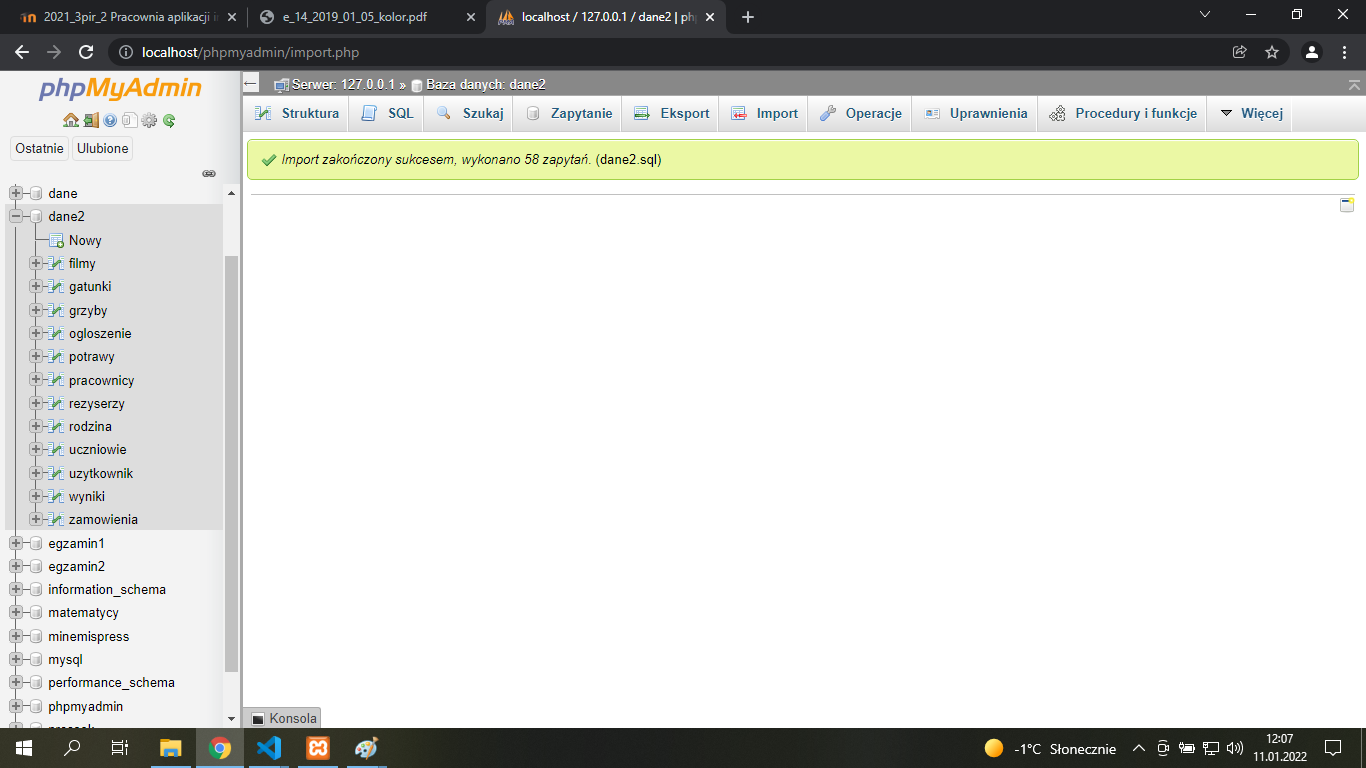 2021_3pir_2 Pracownia aplikacji in
e_14_2019_01_05_kolor.pdf
localhost / 127.0.0.1 / dane2 | ph
localhost/phpmyadmin/import.php
phpMyAdmin
Serwer: 127.0.0.1 » Baza danych: dane2
Struktura SQL Szukaj Zapytanie Eksport Import Operacje Uprawnienia Procedury i funkcje Więcej
Ostatnie Ulubione
Import zakończony sukcesem, wykonano 58 zapytań. (dane2.sql)
dane
dane2
Nowy
filmy
gatunki
grzyby
ogloszenie
potrawy
pracownicy
rezyserzy
rodzina
uczniowie
uzytkownik
wyniki
zamowienia
egzamin1
egzamin2
information_schema
matematycy
minemispress
mysql
performance_schema
phpmyadmin
Konsola
-1°C Słonecznie
12:07
11.01.2022